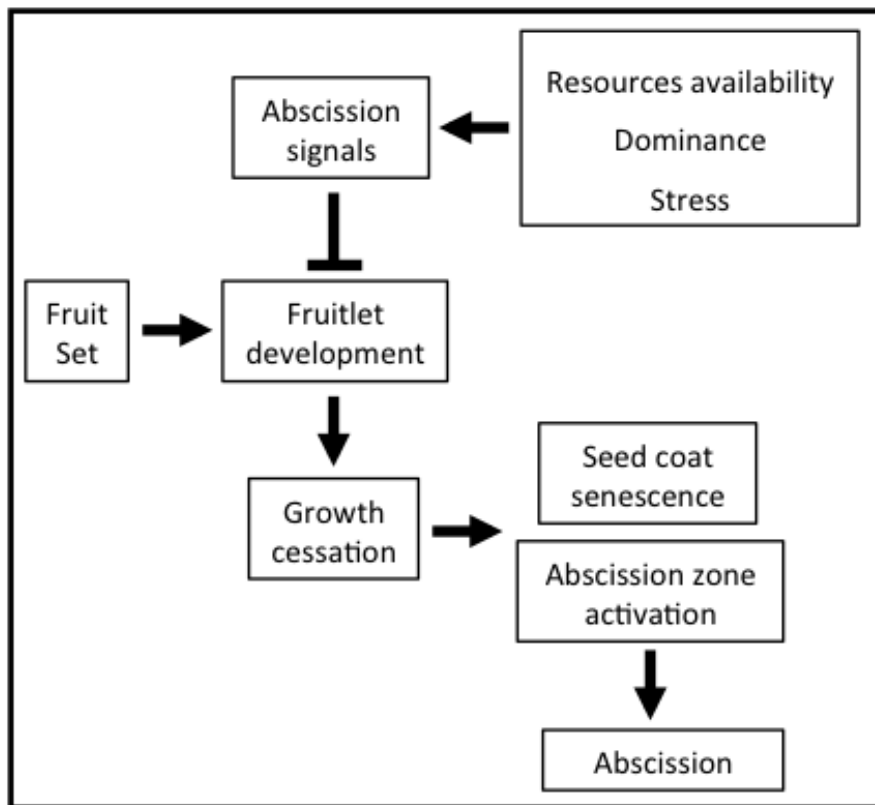 Resources availability
Dominance
Stress
Abscission
signals
Fruit
Set
Fruitlet
development
Growth
cessation
Seed coat
senescence
Abscission zone
activation
Abscission